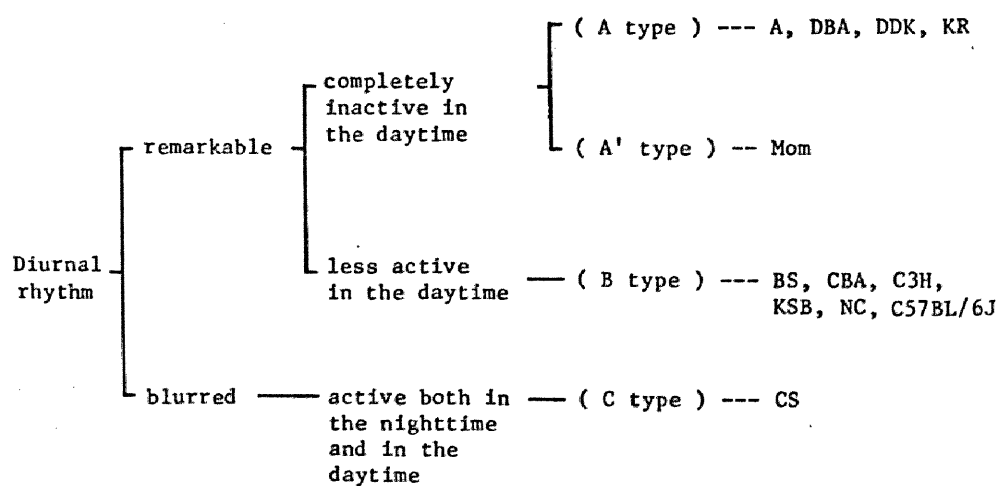 ( A type ) --- A, DBA, DDK, KR
completely
inactive in
the daytime
remarkable
( A' type ) -- Mom
Diurnal
rhythm
less active
in the daytime
( B type ) --- BS, CBA, C3H,
KSB, NC, C57BL/6J
blurred
active both in
the nighttime
and in the
daytime
( C type ) --- CS